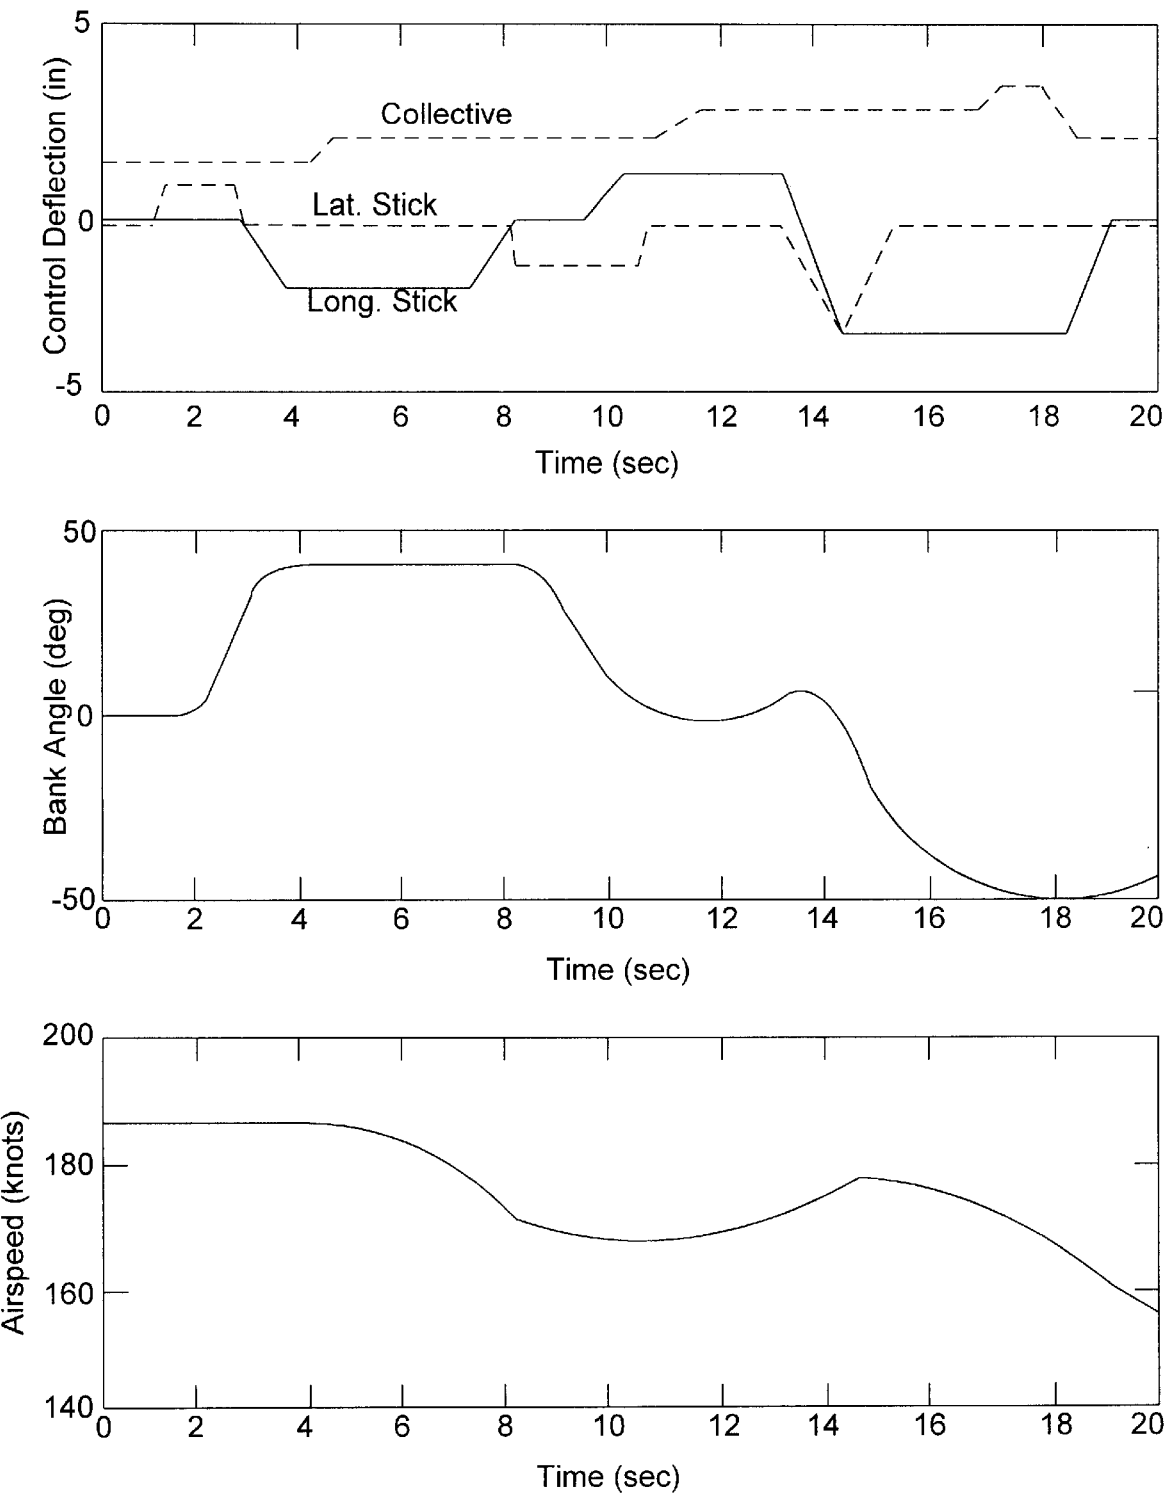 5
Collective
Lat. Stick
0
Long. Stick
-5
Control Deflection (in)
0 2 4 6 8 10 12 14 16 18 20
Time (sec)
50
0
-50
Bank Angle (deg)
0 2 4 6 8 10 12 14 16 18 20
Time (sec)
200
180
160
140
Airspeed (knots)
0 2 4 6 8 10 12 14 16 18 20
Time (sec)